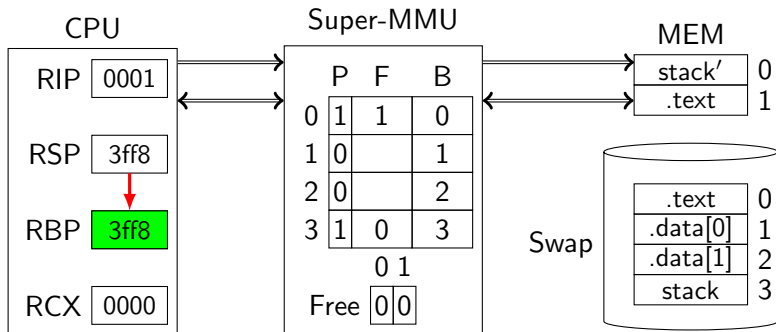 CPU
Super-MMU
MEM
RIP 0001
RSP 3ff8
RBP 3ff8
RCX 0000
P F B
0 1 1 0
1 0 1
2 0 2
3 1 0 3
0 1
Free 0 0
stack′ 0
.text 1
Swap
.text 0
.data[0] 1
.data[1] 2
stack 3